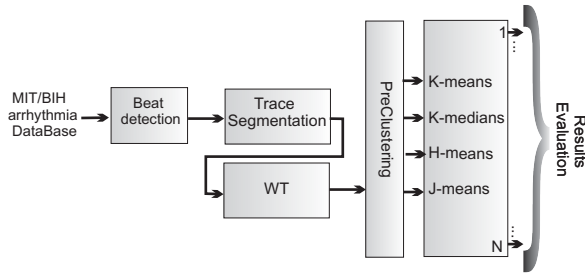 MIT/BIH
arrhythmia
DataBase
Beat
detection
Trace
Segmentation
WT
PreClustering
K-means
K-medians
H-means
J-means
1
...
...
N
Results
Evaluation